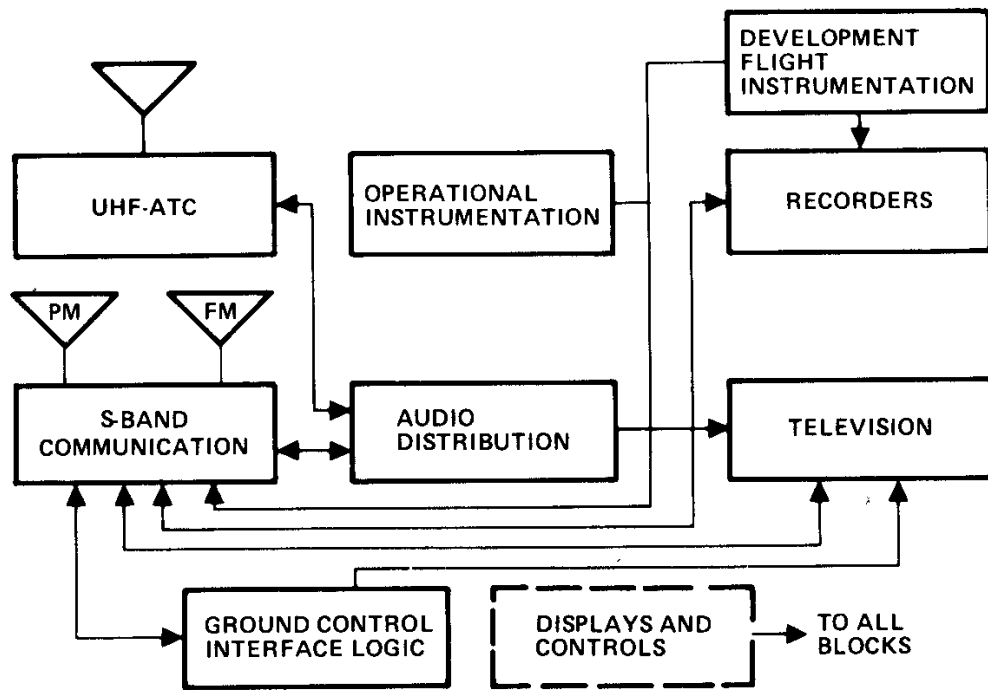 DEVELOPMENT
FLIGHT
INSTRUMENTATION
UHF-ATC
OPERATIONAL
INSTRUMENTATION
RECORDERS
PM
FM
S-BAND
COMMUNICATION
AUDIO
DISTRIBUTION
TELEVISION
GROUND CONTROL
INTERFACE LOGIC
DISPLAYS AND
CONTROLS
TO ALL
BLOCKS